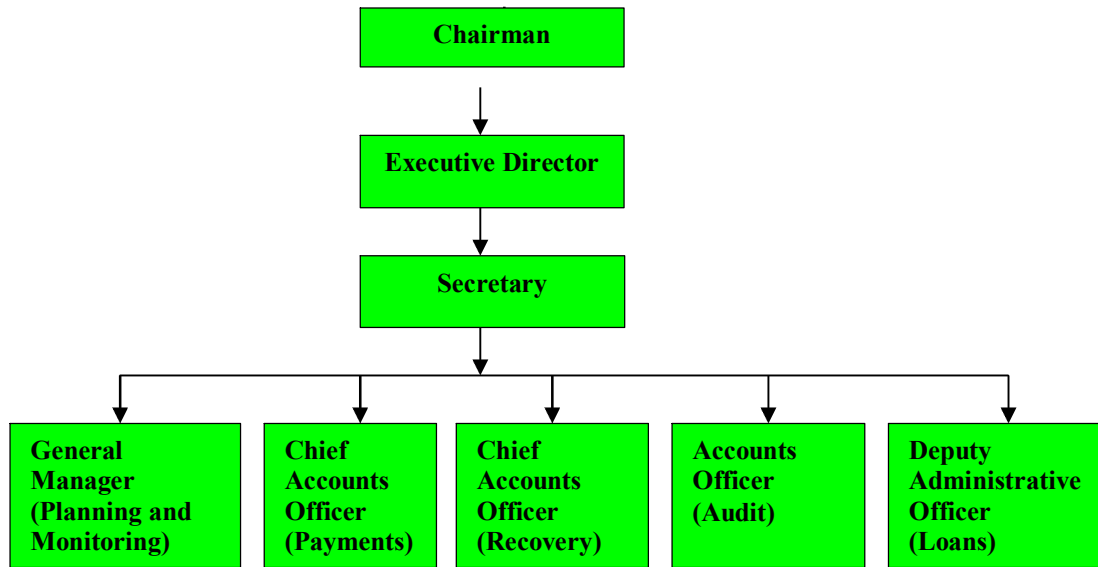 Chairman
Executive Director
Secretary
General
Manager
(Planning and
Monitoring)
Chief
Accounts
Officer
(Payments)
Chief
Accounts
Officer
(Recovery)
Accounts
Officer
(Audit)
Deputy
Administrative
Officer
(Loans)